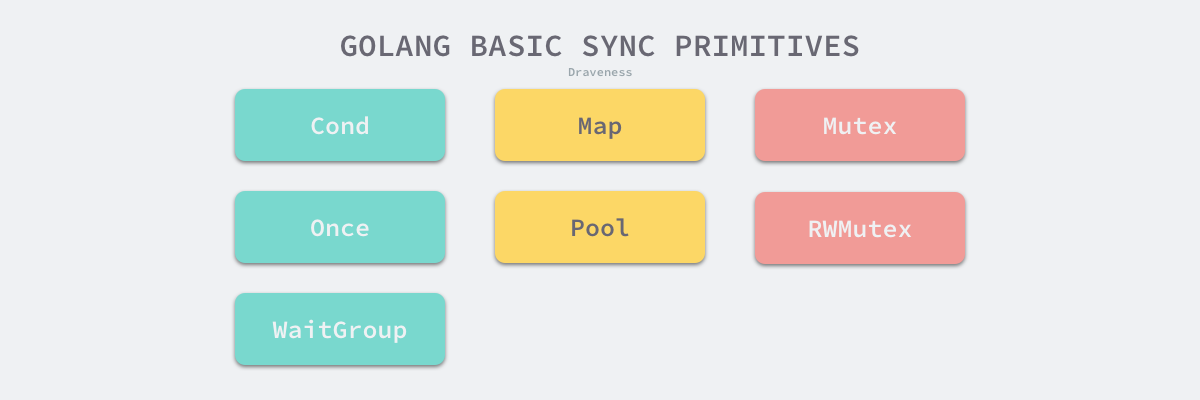 GOLANG BASIC SYNC PRIMITIVES
Draveness
Cond
Map
Mutex
Once
Pool
RWMutex
WaitGroup